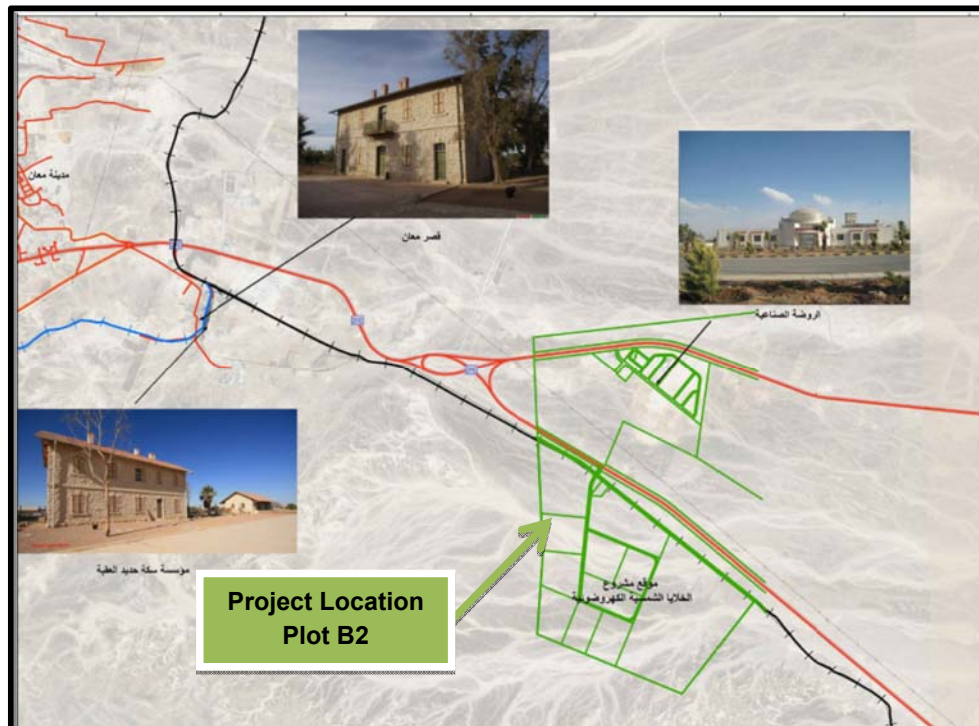 مدينة معان
قصر معان
الروضة الصناعية
مؤسسة سكة حديد العقبة
Project Location
Plot B2
موقع مشروع
الخلايا الشمسية الكهروضوئية